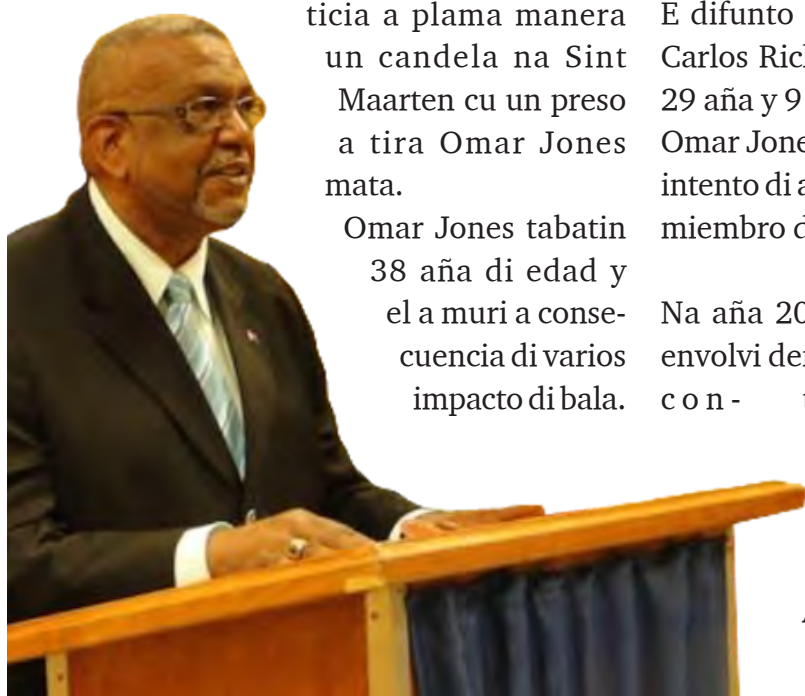 ticia a plama manera
un candela na Sint
Maarten cu un preso
a tira Omar Jones
mata.
Omar Jones tabatin
38 aña di edad y
el a muri a conse-
cuencia di varios
impacto di bala.
E difunto
Carlos
29 aña y 9
Omar Jone
intento di
miembro
Na aña 20
envolvi
con-